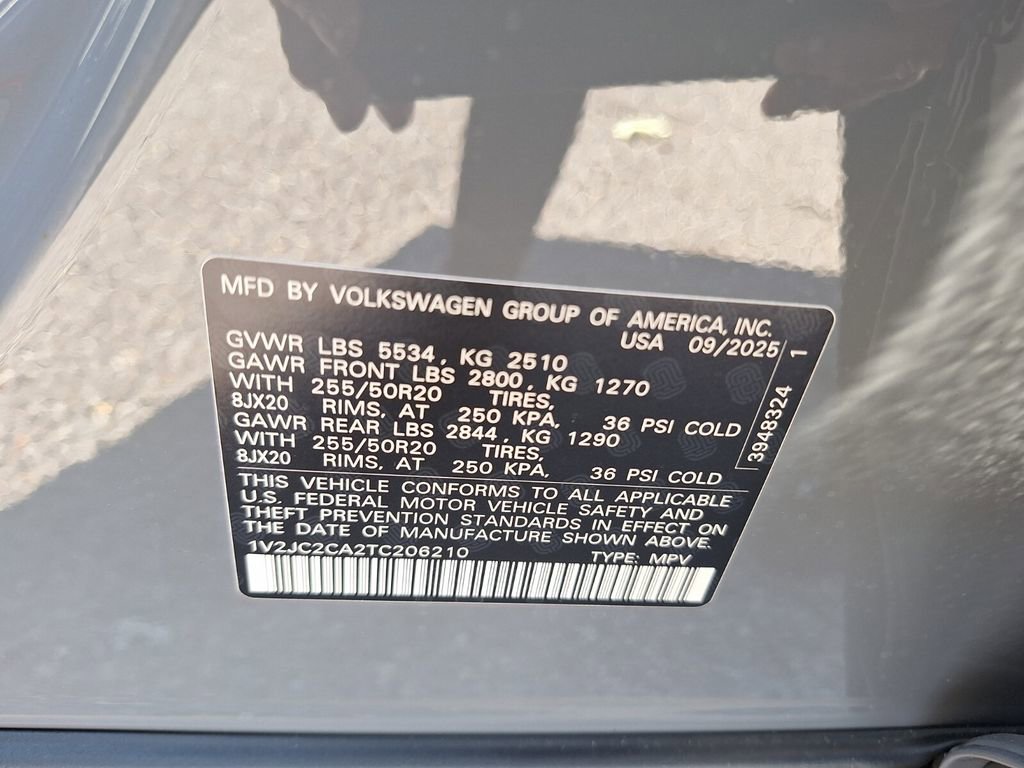 MFD BY VOLKSWAGEN GROUP OF AMERICA, INC.
USA 09/2025
GVWR LBS 5534, KG 2510
GAWR FRONT LBS 2800, KG 1270
WITH 255/50R20 TIRES,
8JX20 RIMS, AT 250 KPA, 36 PSI COLD
GAWR REAR LBS 2844, KG 1290
WITH 255/50R20 TIRES,
8JX20 RIMS, AT 250 KPA, 36 PSI COLD
3948324 1
THIS VEHICLE CONFORMS TO ALL APPLICABLE
U.S. FEDERAL MOTOR VEHICLE SAFETY AND
THEFT PREVENTION STANDARDS IN EFFECT ON
THE DATE OF MANUFACTURE SHOWN ABOVE.
1V2JC2CA2TC206210 TYPE: MPV